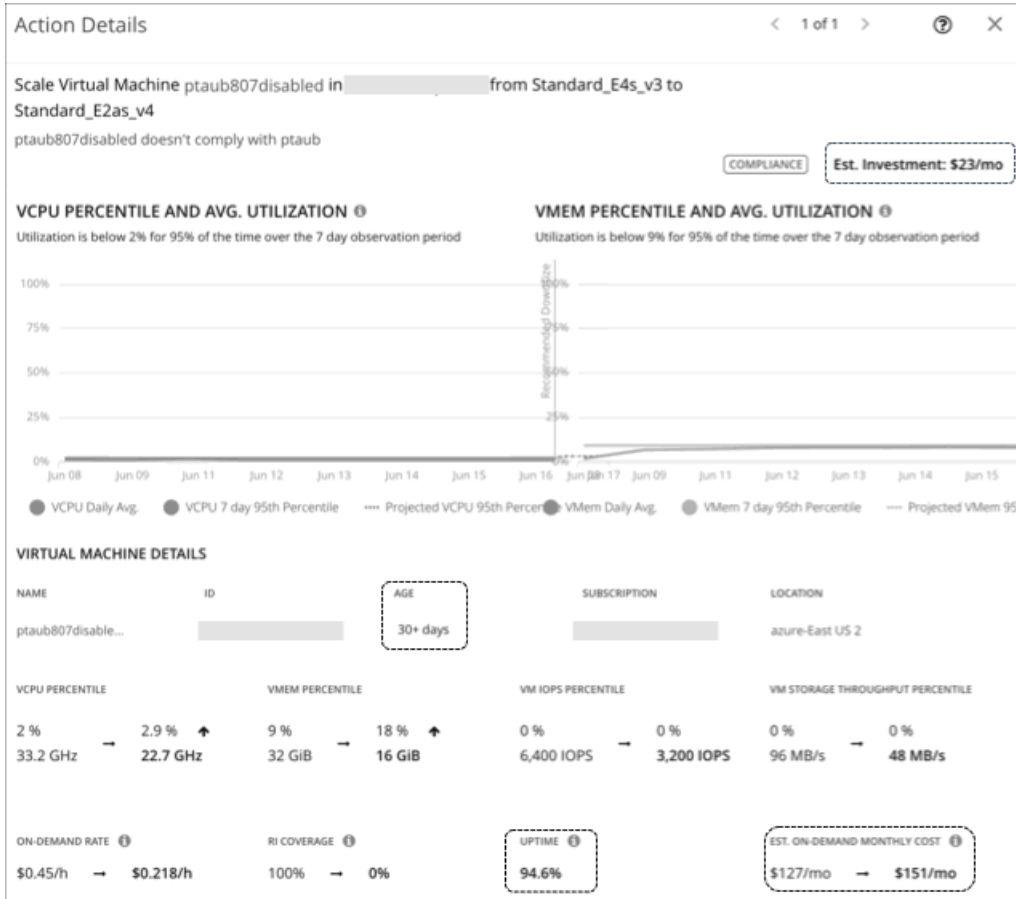 Action Details
1 of 1
Scale Virtual Machine ptaub807disabled in from Standard_E4s_v3 to
Standard_E2as_v4
ptaub807disabled doesn't comply with ptaub
COMPLIANCE
Est. Investment: $23/mo
VCPU PERCENTILE AND AVG. UTILIZATION
Utilization is below 2% for 95% of the time over the 7 day observation period
100%
75%
50%
25%
0%
Jun 08 Jun 09 Jun 11 Jun 12 Jun 13 Jun 14 Jun 15 Jun 16 Jun 17
VCPU Daily Avg. VCPU 7 day 95th Percentile Projected VCPU 95th Percen
Recommended Downsize
VMEM PERCENTILE AND AVG. UTILIZATION
Utilization is below 9% for 95% of the time over the 7 day observation period
100%
75%
50%
25%
0%
Jun 09 Jun 11 Jun 12 Jun 13 Jun 14 Jun 15
VMem Daily Avg. VMem 7 day 95th Percentile Projected VMem 95
VIRTUAL MACHINE DETAILS
NAME ID AGE SUBSCRIPTION LOCATION
ptaub807disable... 30+ days azure-East US 2
VCPU PERCENTILE VMEM PERCENTILE VM IOPS PERCENTILE VM STORAGE THROUGHPUT PERCENTILE
2 % → 2.9 % ↑ 9 % → 18 % ↑ 0 % → 0 % 0 % → 0 %
33.2 GHz 22.7 GHz 32 GiB 16 GiB 6,400 IOPS 3,200 IOPS 96 MB/s 48 MB/s
ON-DEMAND RATE RI COVERAGE UPTIME EST. ON-DEMAND MONTHLY COST
$0.45/h → $0.218/h 100% → 0% 94.6% $127/mo → $151/mo